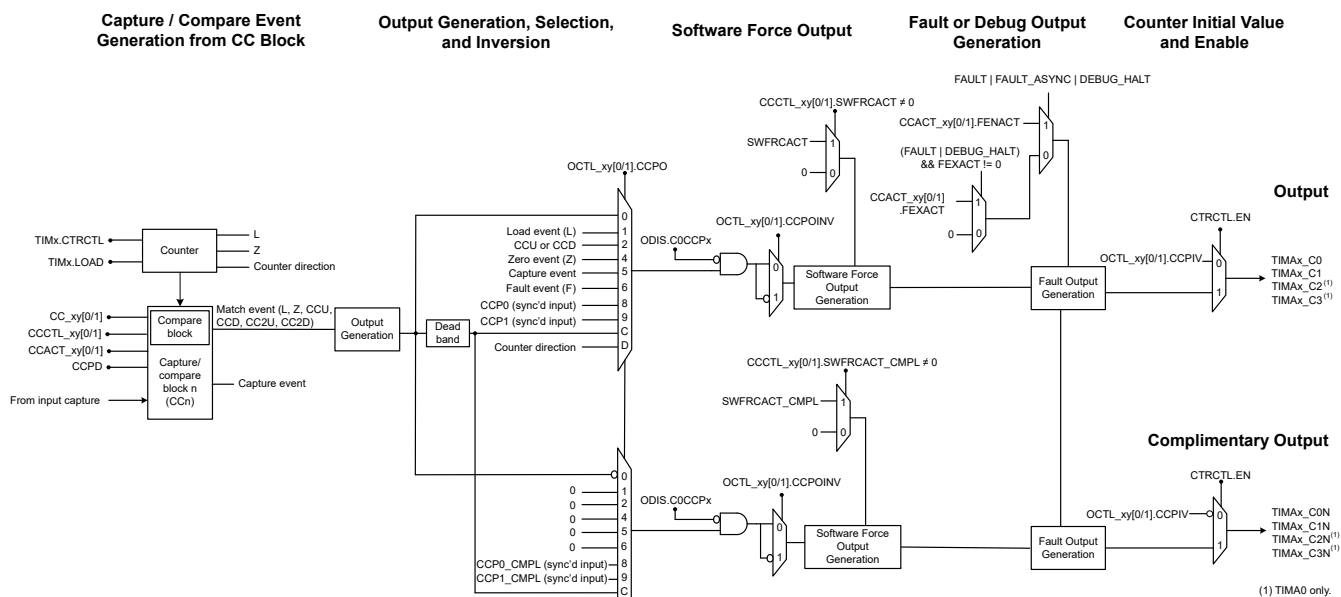 Capture / Compare Event
Generation from CC Block
Output Generation, Selection,
and Inversion
Software Force Output
Fault or Debug Output
Generation
Counter Initial Value
and Enable
FAULT | FAULT_ASYNC | DEBUG_HALT
CCCTL_xy[0/1].SWFRCACT ≠ 0
SWFRCACT
1
0
0
CCACT_xy[0/1].FENACT
1
0
(FAULT | DEBUG_HALT)
&& FEXACT != 0
CCACT_xy[0/1]
.FEXACT
1
0
0
OCTL_xy[0/1].CCPO
0
Load event (L)
1
CCU or CCD
2
Zero event (Z)
4
Capture event
5
Fault event (F)
6
CCP0 (sync'd input)
8
CCP1 (sync'd input)
9
C
Counter direction
D
TIMx.CTRCTL
TIMx.LOAD
Counter
L
Z
Counter direction
CC_xy[0/1]
CCCTL_xy[0/1]
CCACT_xy[0/1]
CCPD
From input capture
Compare
block
Capture/
compare
block n
(CCn)
Match event (L, Z, CCU,
CCD, CC2U, CC2D)
Capture event
Output
Generation
Dead
band
ODIS.C0CCPx
OCTL_xy[0/1].CCPOINV
0
1
Software Force
Output
Generation
Fault Output
Generation
Output
CTRCTL.EN
OCTL_xy[0/1].CCPIV
0
1
TIMAx_C0
TIMAx_C1
TIMAx_C2(1)
TIMAx_C3(1)
CCCTL_xy[0/1].SWFRCACT_CMPL ≠ 0
SWFRCACT_CMPL
1
0
0
0
0
1
0
2
0
4
0
5
0
6
CCP0_CMPL (sync'd input)
8
CCP1_CMPL (sync'd input)
9
C
ODIS.C0CCPx
OCTL_xy[0/1].CCPOINV
0
1
Software Force
Output
Generation
Fault Output
Generation
Complimentary Output
CTRCTL.EN
OCTL_xy[0/1].CCPIV
0
1
TIMAx_C0N
TIMAx_C1N
TIMAx_C2N(1)
TIMAx_C3N(1)
(1) TIMA0 only.